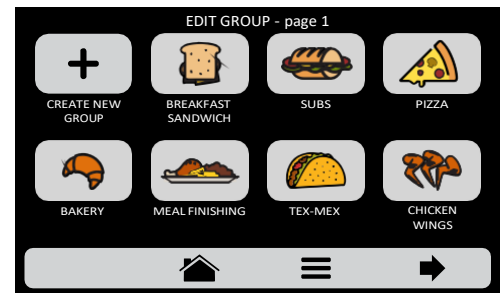 EDIT GROUP - page 1
CREATE NEW
GROUP
BREAKFAST
SANDWICH
SUBS
PIZZA
BAKERY
MEAL FINISHING
TEX-MEX
CHICKEN
WINGS